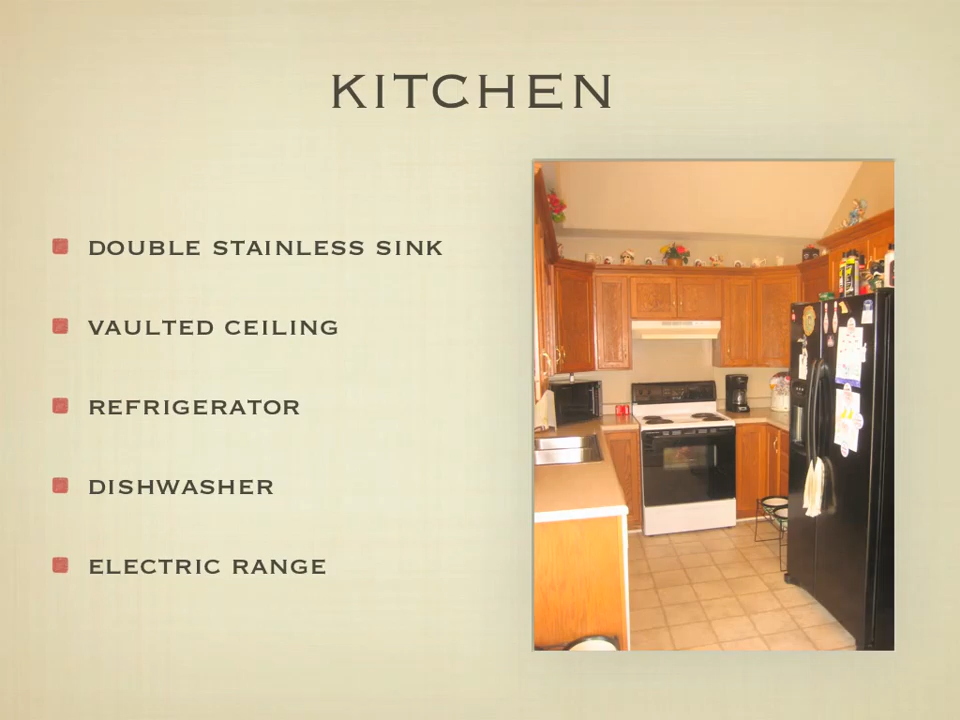 KITCHEN
DOUBLE STAINLESS SINK
VAULTED CEILING
REFRIGERATOR
DISHWASHER
ELECTRIC RANGE